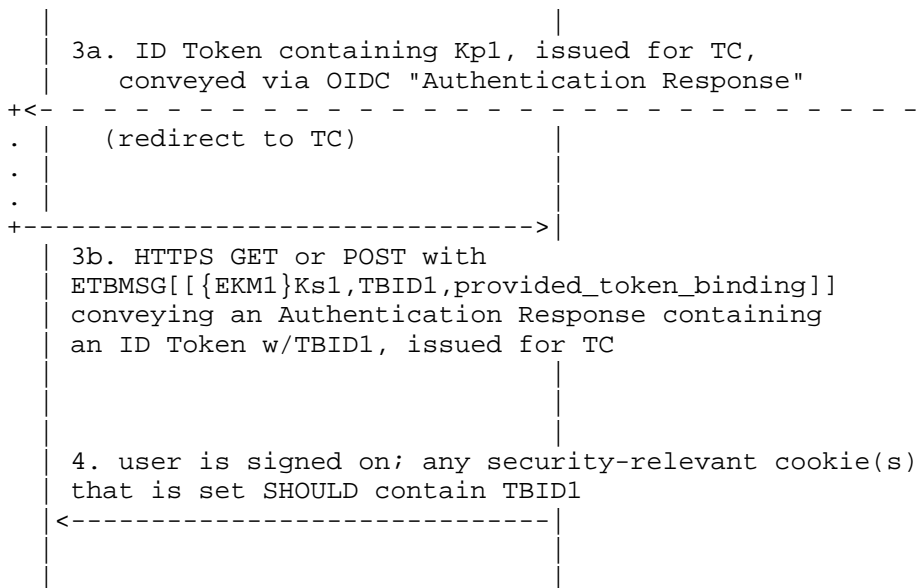 3a. ID Token containing Kp1, issued for TC,
conveyed via OIDC "Authentication Response"
(redirect to TC)
3b. HTTPS GET or POST with
ETBMSG[[{EKM1}Ks1,TBID1,provided_token_binding]]
conveying an Authentication Response containing
an ID Token w/TBID1, issued for TC
4. user is signed on; any security-relevant cookie(s)
that is set SHOULD contain TBID1